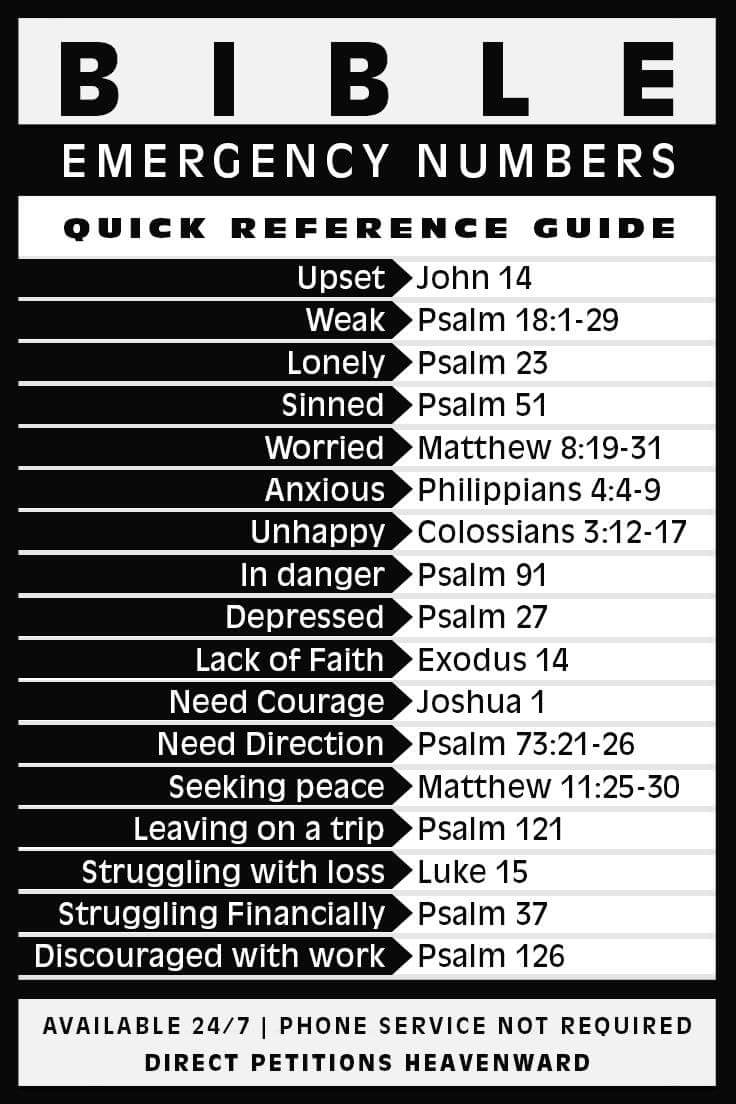 BIBLE
EMERGENCY NUMBERS
QUICK REFERENCE GUIDE
Upset John 14
Weak Psalm 18:1-29
Lonely Psalm 23
Sinned Psalm 51
Worried Matthew 8:19-31
Anxious Philippians 4:4-9
Unhappy Colossians 3:12-17
In danger Psalm 91
Depressed Psalm 27
Lack of Faith Exodus 14
Need Courage Joshua 1
Need Direction Psalm 73:21-26
Seeking peace Matthew 11:25-30
Leaving on a trip Psalm 121
Struggling with loss Luke 15
Struggling Financially Psalm 37
Discouraged with work Psalm 126
AVAILABLE 24/7 | PHONE SERVICE NOT REQUIRED
DIRECT PETITIONS HEAVENWARD